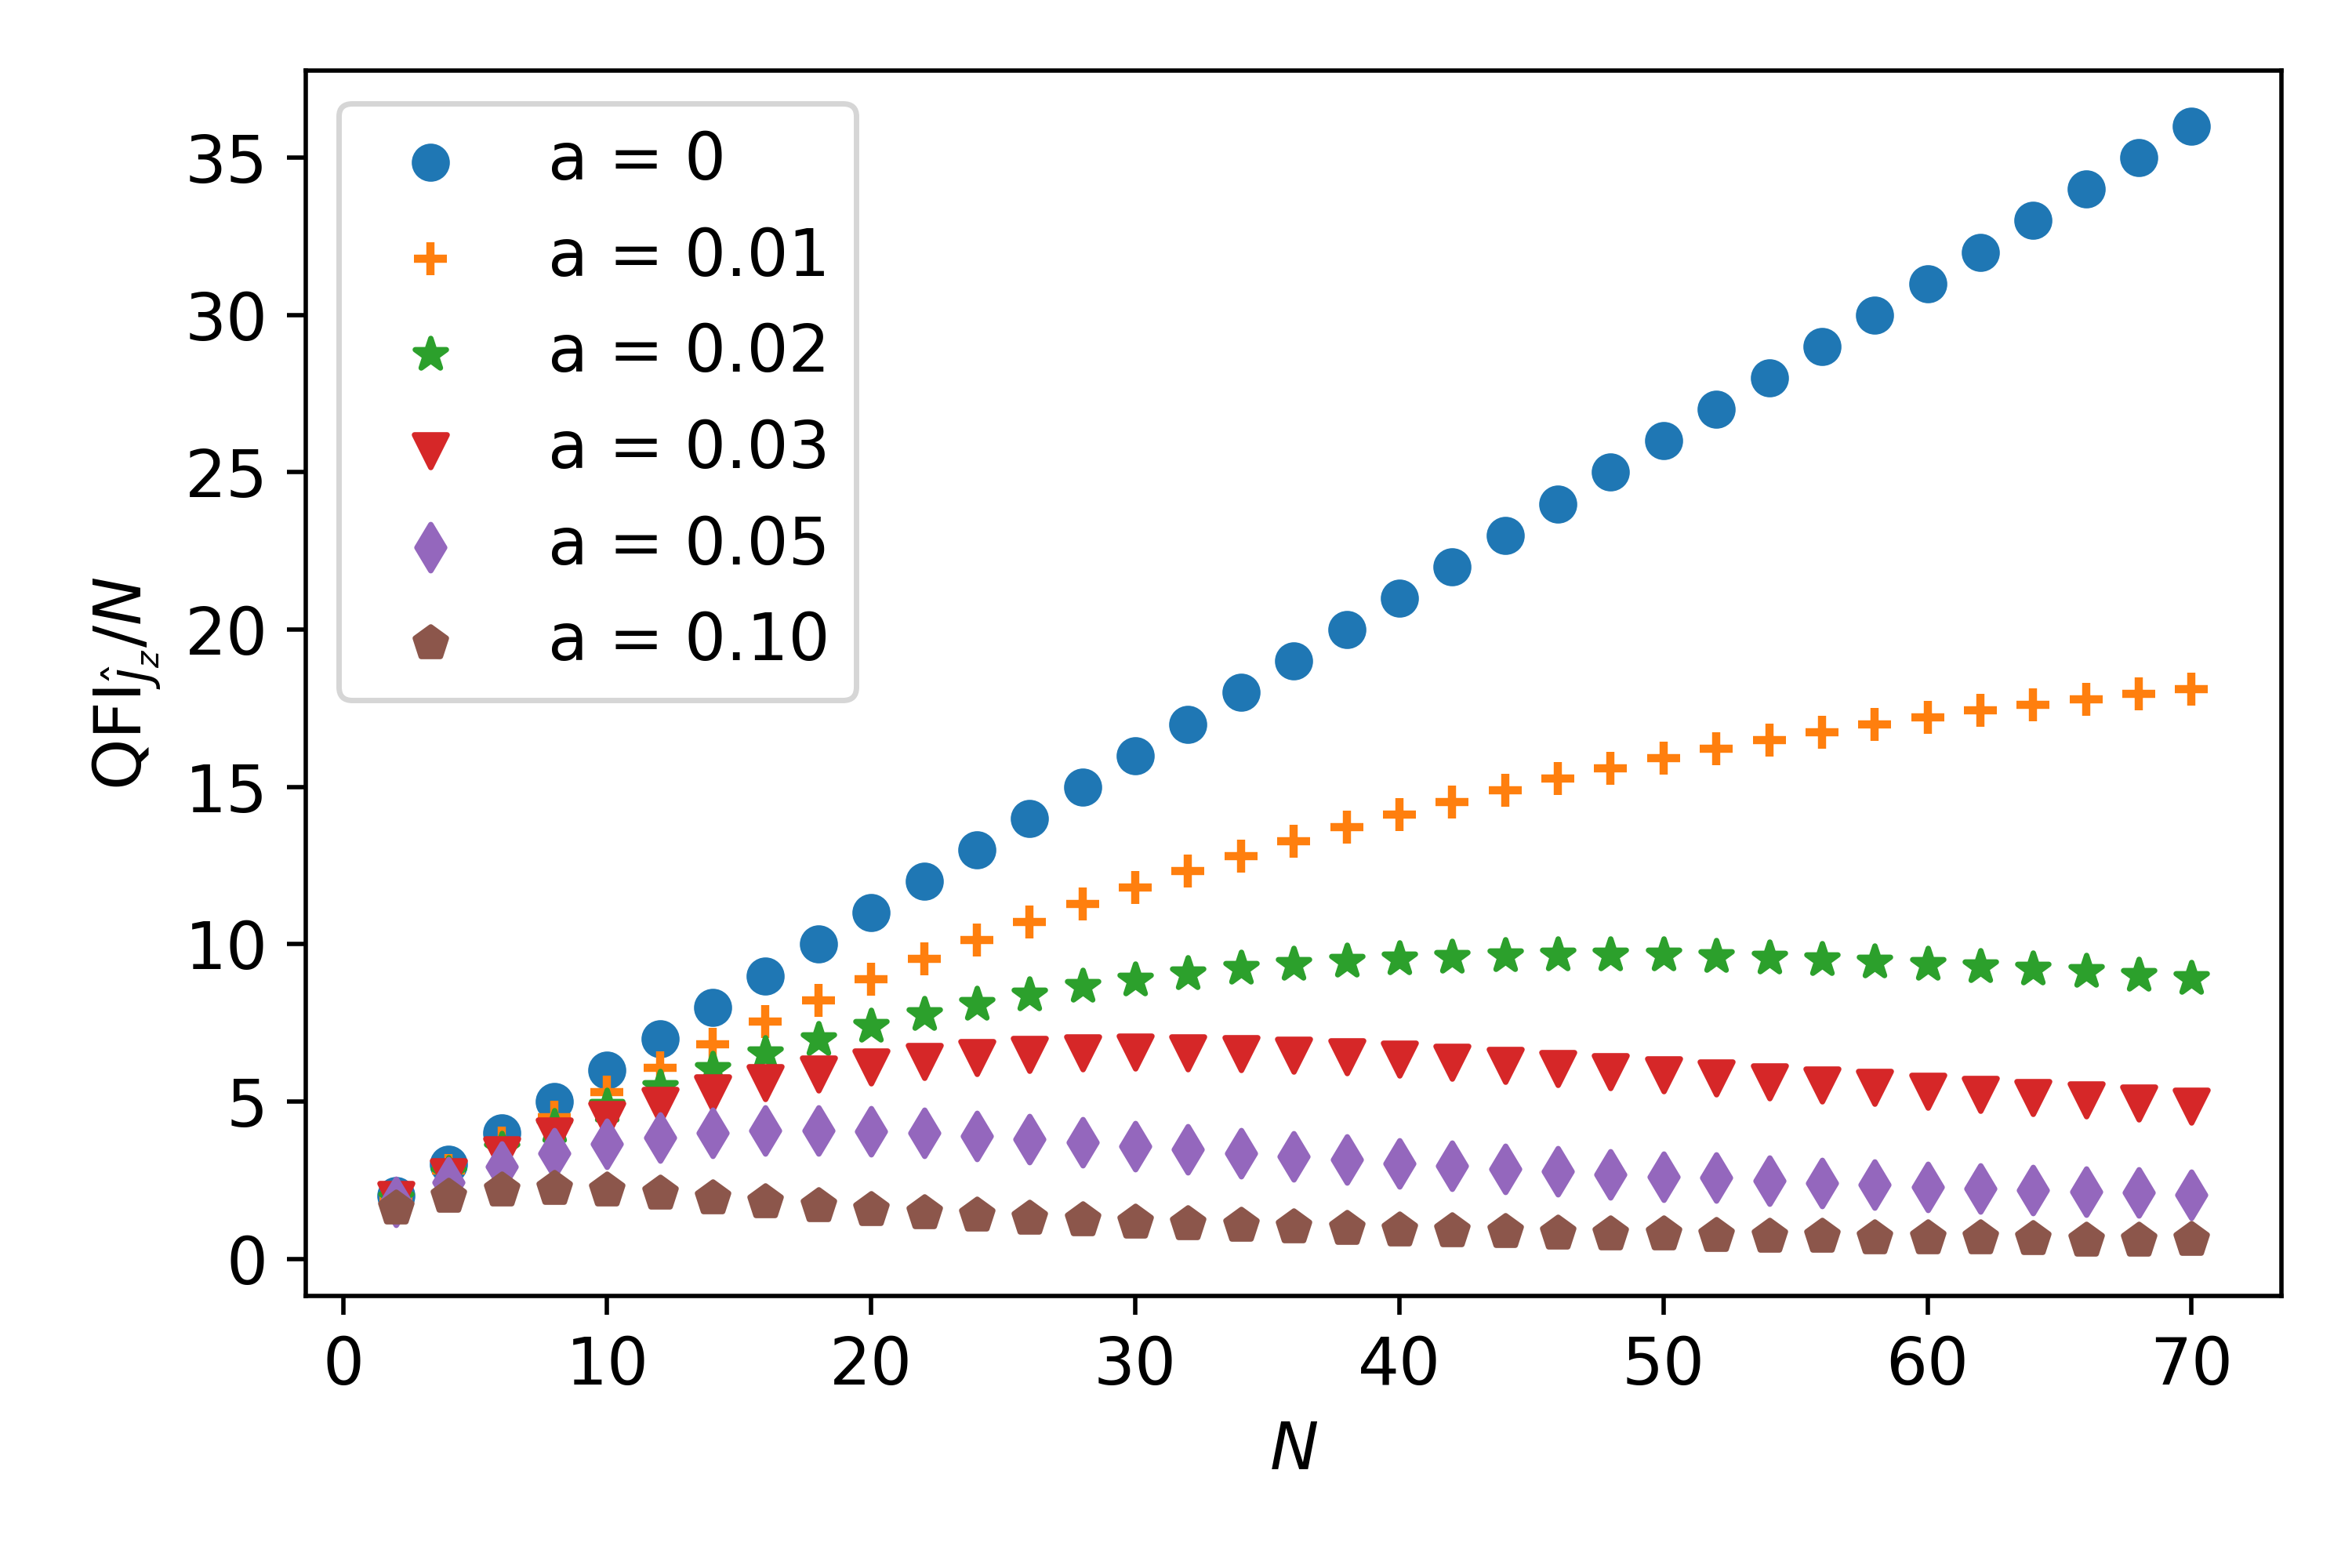 35
30
25
20
15
10
5
0
QFI_{\hat{J}_z}/N
a = 0
a = 0.01
a = 0.02
a = 0.03
a = 0.05
a = 0.10
0 10 20 30 40 50 60 70
N